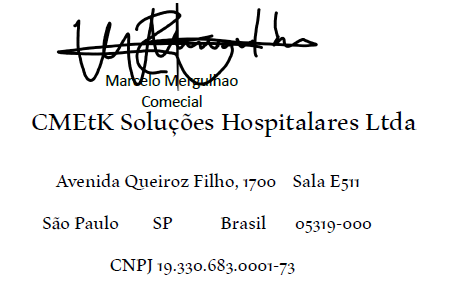 Marcelo Mergulhao
Comecial
CMEtK Soluções Hospitalares Ltda
Avenida Queiroz Filho, 1700 Sala E511
São Paulo SP Brasil 05319-000
CNPJ 19.330.683.0001-73